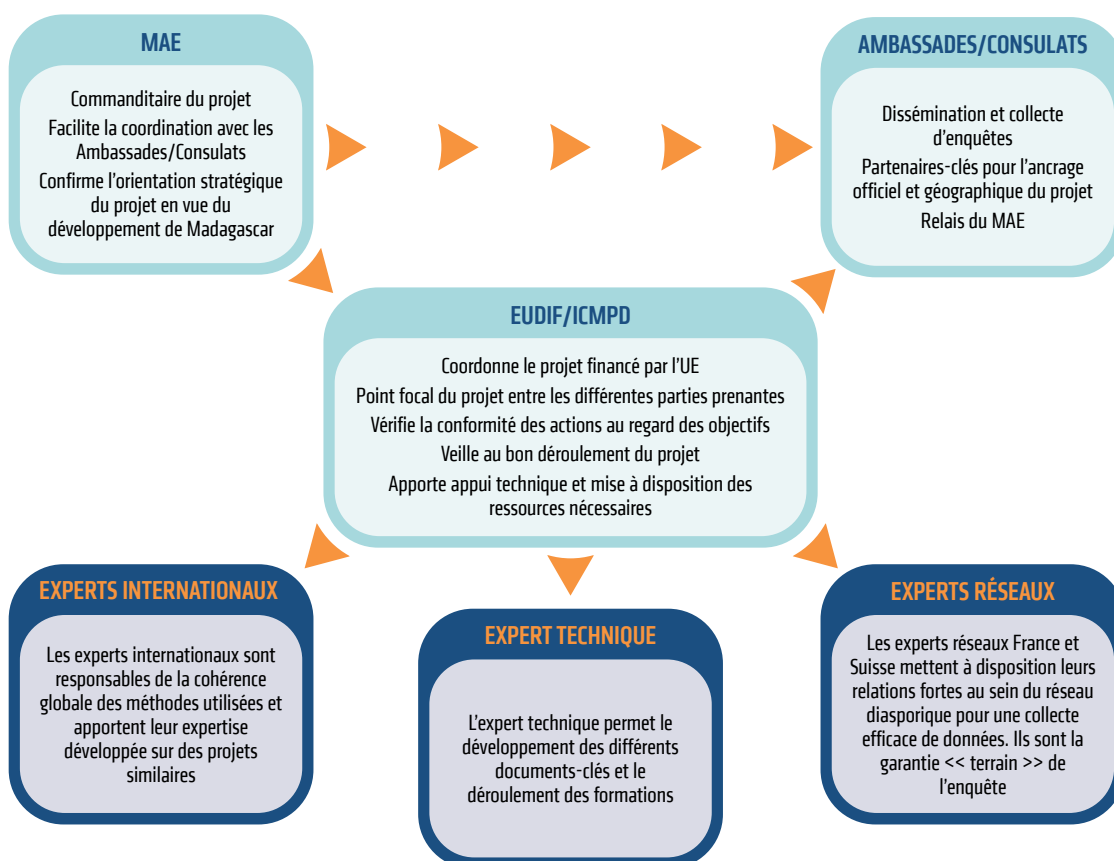 MAE
Commanditaire du projet
Facilite la coordination avec les
Ambassades/Consulats
Confirme l'orientation stratégique
du projet en vue du
développement de Madagascar
AMBASSADES/CONSULATS
Dissémination et collecte
d'enquêtes
Partenaires-clés pour l'ancrage
officiel et géographique du projet
Relais du MAE
EUDIF/ICMPD
Coordonne le projet financé par l'UE
Point focal du projet entre les différentes parties prenantes
Vérifie la conformité des actions au regard des objectifs
Veille au bon déroulement du projet
Apporte appui technique et mise à disposition des
ressources nécessaires
EXPERTS INTERNATIONAUX
Les experts internationaux sont
responsables de la cohérence
globale des méthodes utilisées et
apportent leur expertise
développée sur des projets
similaires
EXPERT TECHNIQUE
L'expert technique permet le
développement des différents
documents-clés et le
déroulement des formations
EXPERTS RÉSEAUX
Les experts réseaux France et
Suisse mettent à disposition leurs
relations fortes au sein du réseau
diasporique pour une collecte
efficace de données. Ils sont la
garantie << terrain >> de
l'enquête